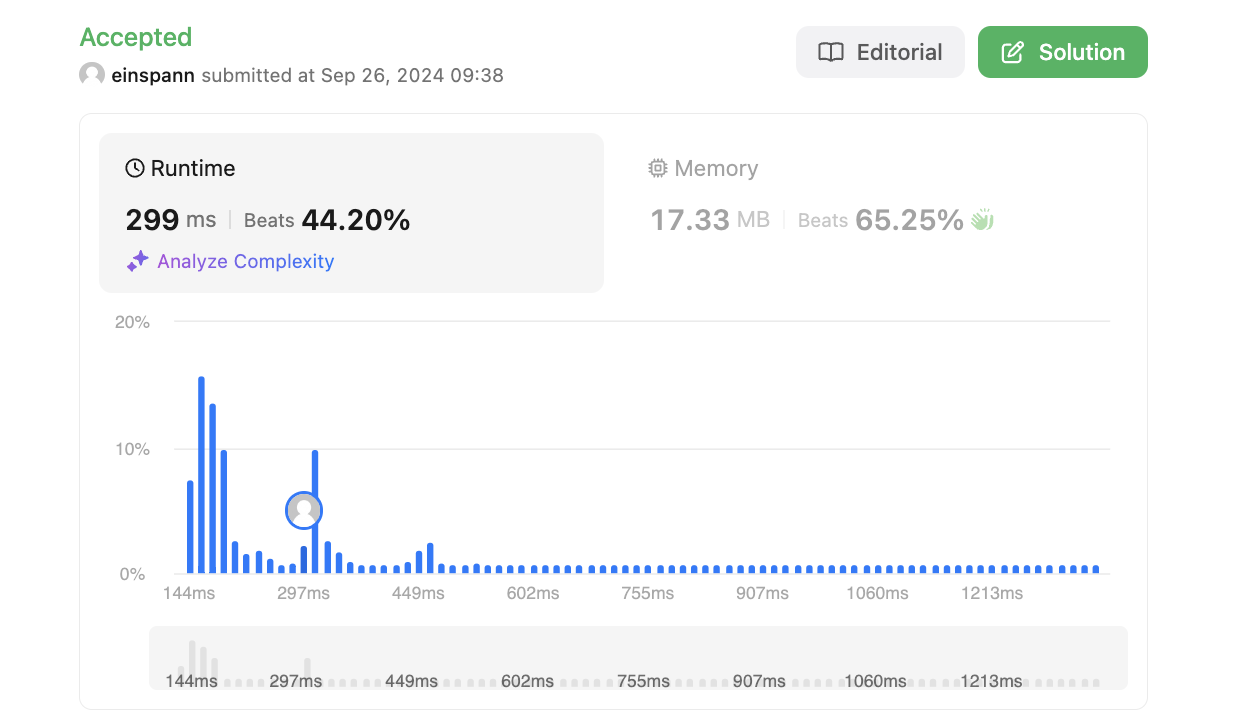 Accepted
einspann submitted at Sep 26, 2024 09:38
Editorial
Solution
Runtime
299 ms Beats 44.20%
Analyze Complexity
Memory
17.33 MB Beats 65.25%
20%
10%
0%
144ms 297ms 449ms 602ms 755ms 907ms 1060ms 1213ms
144ms 297ms 449ms 602ms 755ms 907ms 1060ms 1213ms